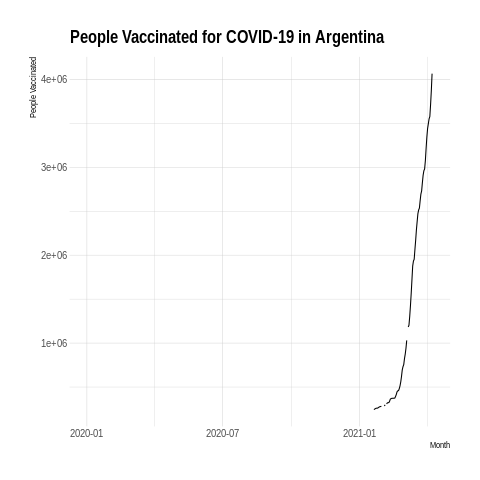 People Vaccinated for COVID-19 in Argentina
People Vaccinated
4e+06
3e+06
2e+06
1e+06
2020-01 2020-07 2021-01
Month